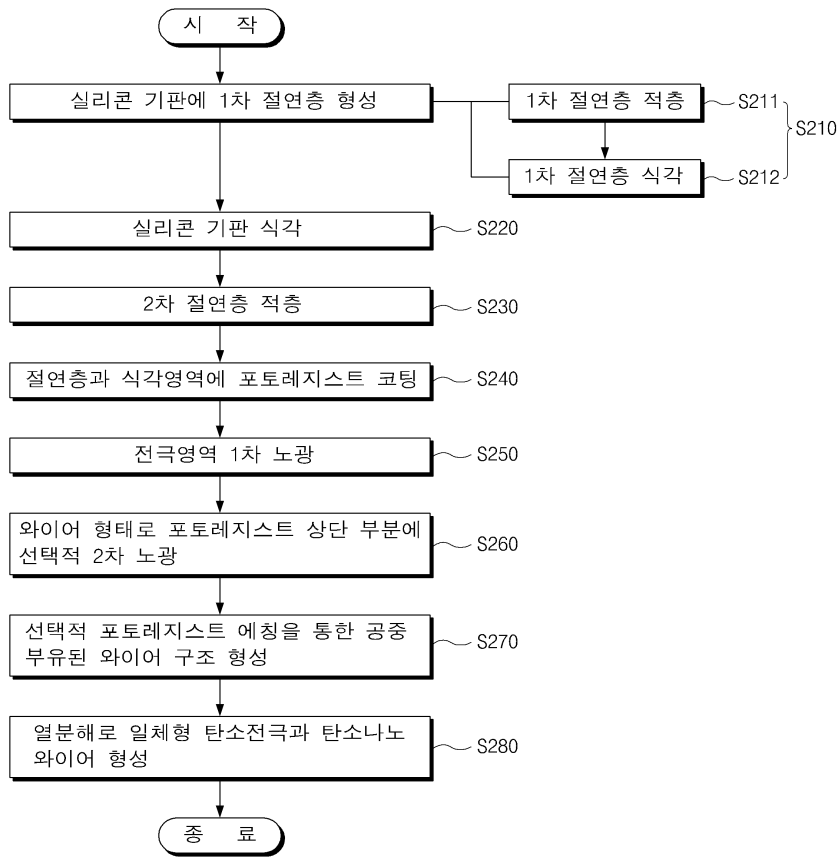 시 작
실리콘 기판에 1차 절연층 형성
1차 절연층 적층
S211
S210
1차 절연층 식각
S212
실리콘 기판 식각
S220
2차 절연층 적층
S230
절연층과 식각영역에 포토레지스트 코팅
S240
전극영역 1차 노광
S250
와이어 형태로 포토레지스트 상단 부분에
선택적 2차 노광
S260
선택적 포토레지스트 에칭을 통한 공중
부유된 와이어 구조 형성
S270
열분해로 일체형 탄소전극과 탄소나노
와이어 형성
S280
종 료